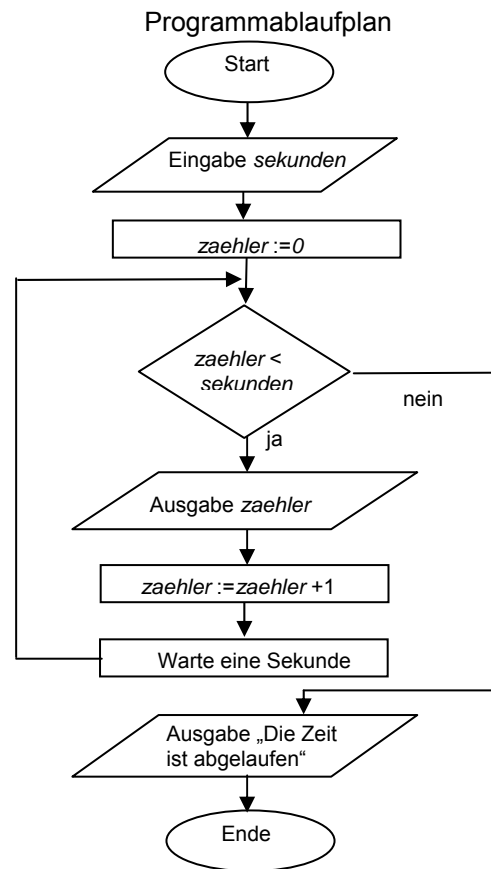 Programmablaufplan
Start
Eingabe sekunden
zaehler :=0
zaehler <
sekunden
nein
ja
Ausgabe zaehler
zaehler :=zaehler +1
Warte eine Sekunde
Ausgabe „Die Zeit
ist abgelaufen“
Ende